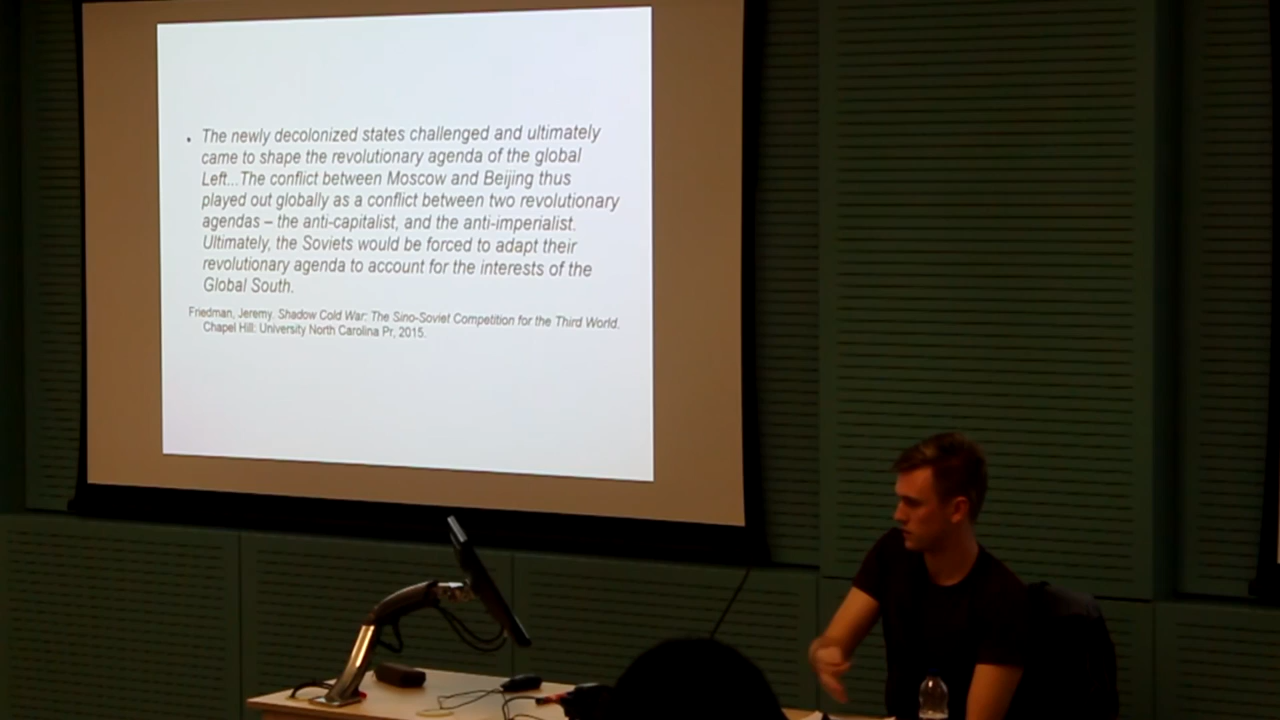 • The newly decolonized states challenged and ultimately
came to shape the revolutionary agenda of the global
Left...The conflict between Moscow and Beijing thus
played out globally as a conflict between two revolutionary
agendas – the anti-capitalist, and the anti-imperialist.
Ultimately, the Soviets would be forced to adapt their
revolutionary agenda to account for the interests of the
Global South.
Friedman, Jeremy. Shadow Cold War: The Sino-Soviet Competition for the Third World.
Chapel Hill: University North Carolina Pr, 2015.